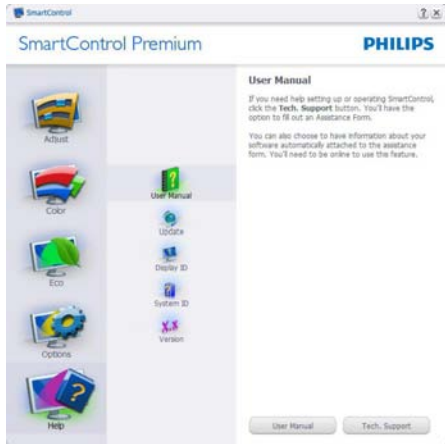 SmartControl
SmartControl Premium
PHILIPS
Adjust
Color
Eco
Options
Help
User Manual
Update
Display ID
System ID
Version
User Manual
If you need help setting up or operating SmartControl,
click the Tech. Support button. You'll have the
option to fill out an Assistance Form.
You can also choose to have information about your
software automatically attached to the assistance
form. You'll need to be online to use this feature.
User Manual
Tech. Support